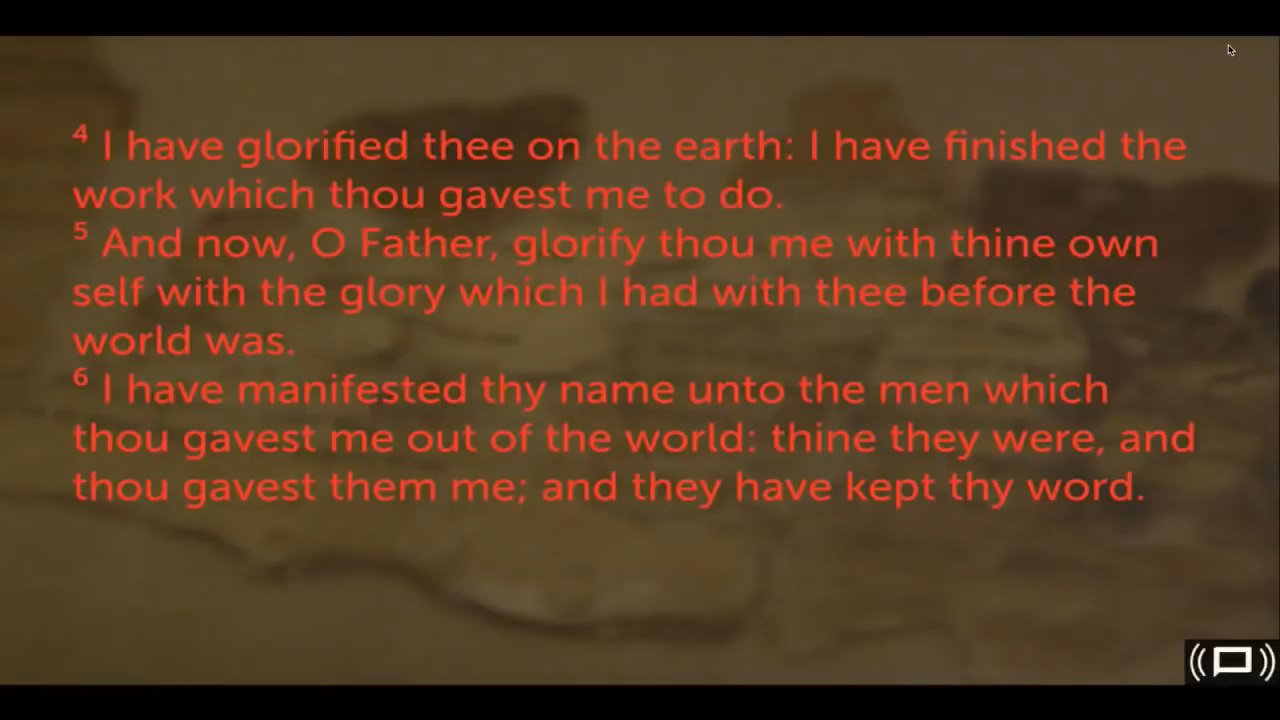 4 I have glorified thee on the earth: I have finished the
work which thou gavest me to do.
5 And now, O Father, glorify thou me with thine own
self with the glory which I had with thee before the
world was.
6 I have manifested thy name unto the men which
thou gavest me out of the world: thine they were, and
thou gavest them me; and they have kept thy word.